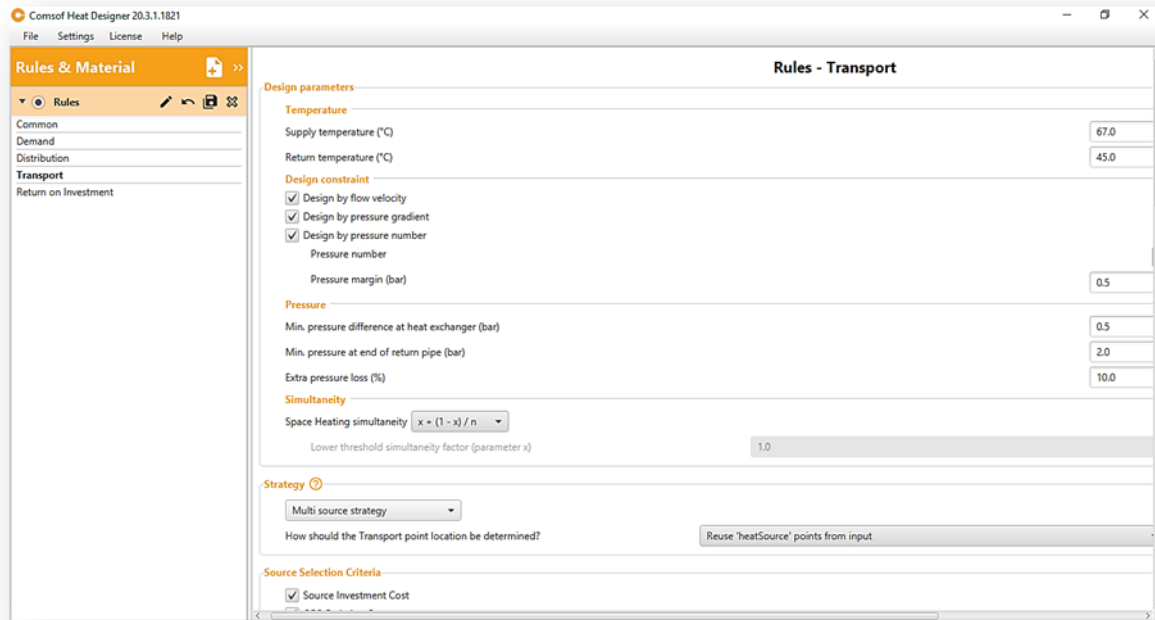 Comsof Heat Designer 20.3.1.1821
File Settings License Help
Rules & Material
Rules
Common
Demand
Distribution
Transport
Return on Investment
Rules - Transport
Design parameters
Temperature
Supply temperature (°C) 67.0
Return temperature (°C) 45.0
Design constraint
Design by flow velocity
Design by pressure gradient
Design by pressure number
Pressure number
Pressure margin (bar) 0.5
Pressure
Min. pressure difference at heat exchanger (bar) 0.5
Min. pressure at end of return pipe (bar) 2.0
Extra pressure loss (%) 10.0
Simultaneity
Space Heating simultaneity x + (1 - x) / n
Lower threshold simultaneity factor (parameter x) 1.0
Strategy
Multi source strategy
How should the Transport point location be determined? Reuse 'heatSource' points from input
Source Selection Criteria
Source Investment Cost